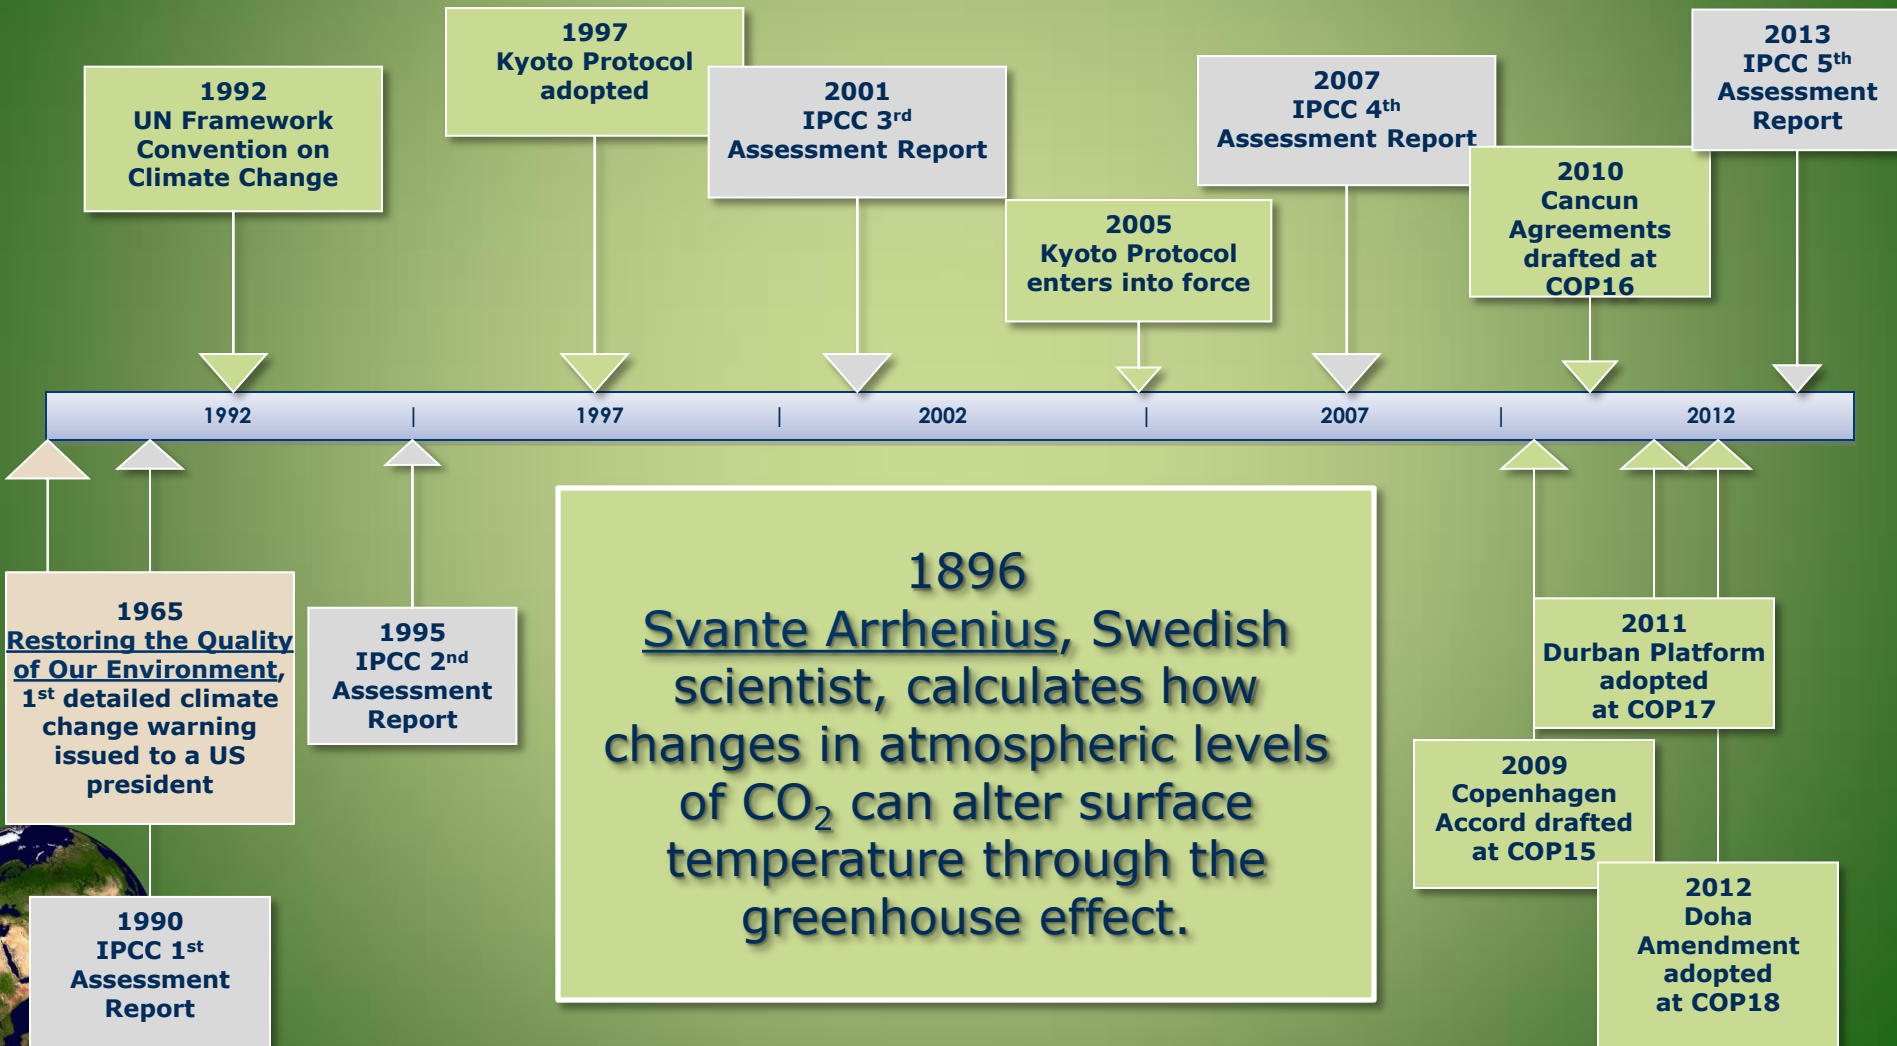 1992
UN Framework
Convention on
Climate Change
1997
Kyoto Protocol
adopted
2001
IPCC 3rd
Assessment Report
2005
Kyoto Protocol
enters into force
2007
IPCC 4th
Assessment Report
2010
Cancun
Agreements
drafted at
COP16
2013
IPCC 5th
Assessment
Report
1992 | 1997 | 2002 | 2007 | 2012
1965
Restoring the Quality
of Our Environment,
1st detailed climate
change warning
issued to a US
president
1990
IPCC 1st
Assessment
Report
1995
IPCC 2nd
Assessment
Report
1896
Svante Arrhenius, Swedish
scientist, calculates how
changes in atmospheric levels
of CO₂ can alter surface
temperature through the
greenhouse effect.
2009
Copenhagen
Accord drafted
at COP15
2011
Durban Platform
adopted
at COP17
2012
Doha
Amendment
adopted
at COP18